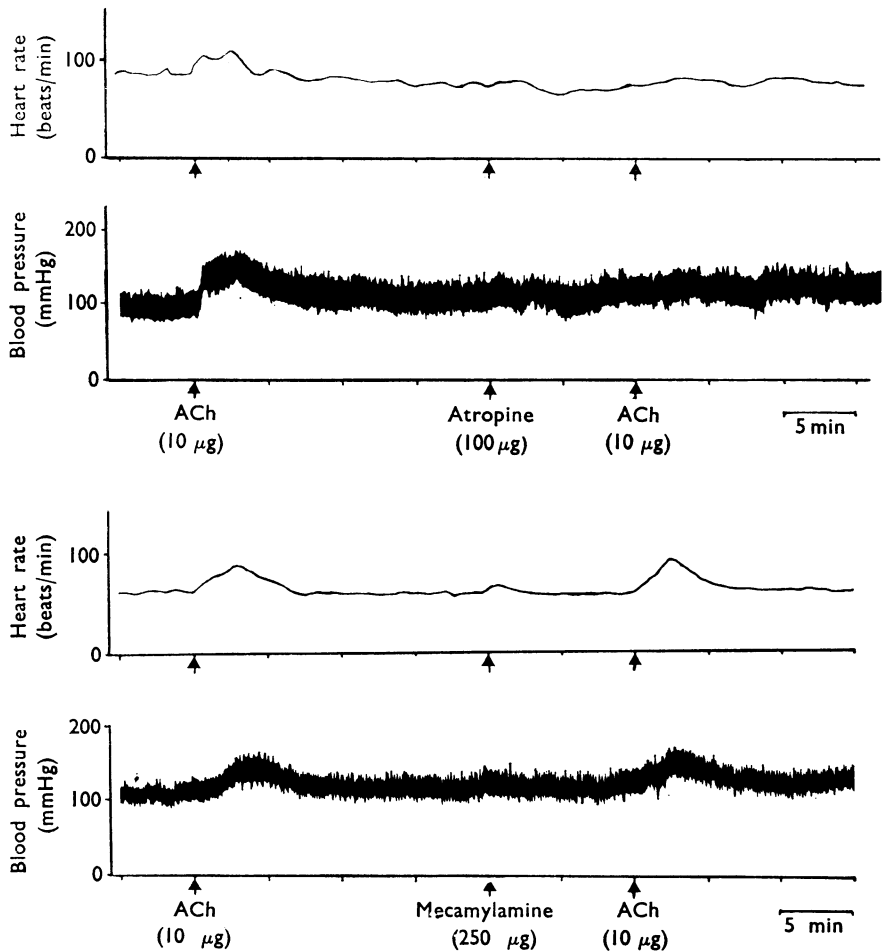 Heart rate
(beats/min)
100
0
Blood pressure
(mmHg)
200
100
0
ACh
(10 μg)
Atropine
(100 μg)
ACh
(10 μg)
5 min
Heart rate
(beats/min)
100
0
Blood pressure
(mmHg)
200
100
0
ACh
(10 μg)
Mecamylamine
(250 μg)
ACh
(10 μg)
5 min